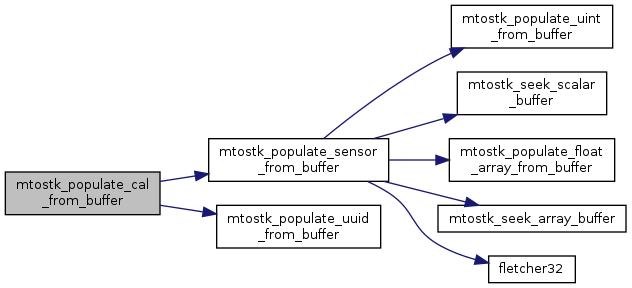 mtostk_populate_cal
_from_buffer
mtostk_populate_sensor
_from_buffer
mtostk_populate_uuid
_from_buffer
mtostk_populate_uint
_from_buffer
mtostk_seek_scalar
_buffer
mtostk_populate_float
_array_from_buffer
mtostk_seek_array_buffer
fletcher32